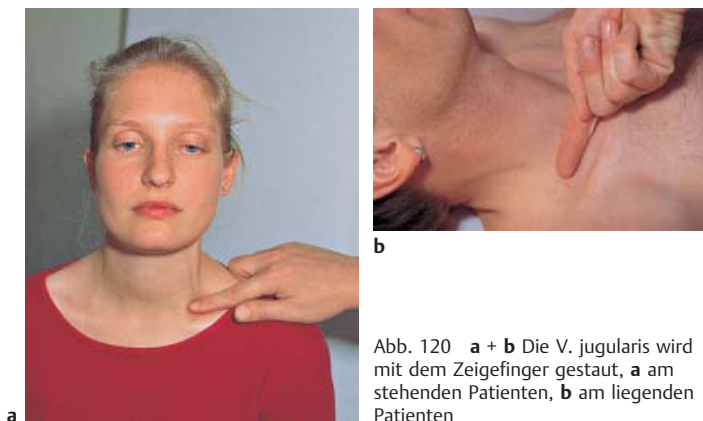 a
b
Abb. 120 a + b Die V. jugularis wird
mit dem Zeigefinger gestaut, a am
stehenden Patienten, b am liegenden
Patienten